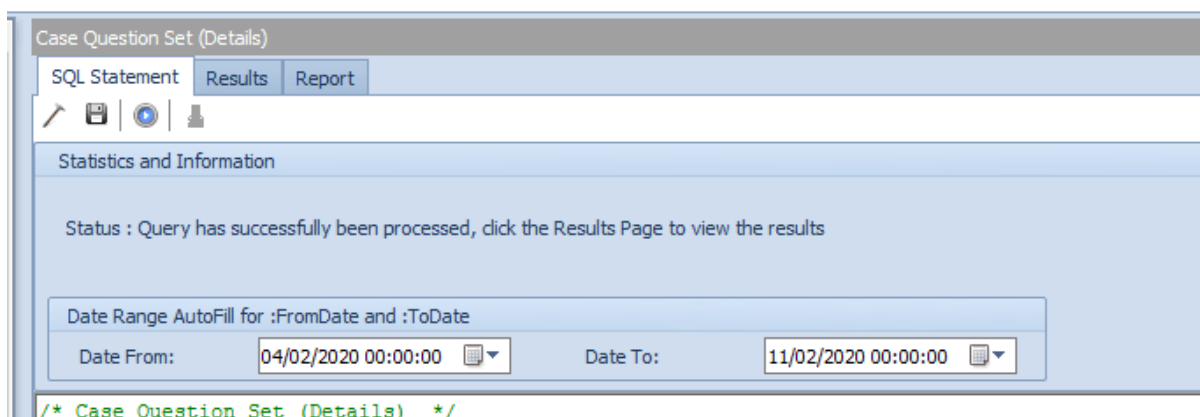 Case Question Set (Details)
SQL Statement Results Report
Statistics and Information
Status : Query has successfully been processed, click the Results Page to view the results
Date Range AutoFill for :FromDate and :ToDate
Date From: 04/02/2020 00:00:00 Date To: 11/02/2020 00:00:00
/* Case Question Set (Details) */